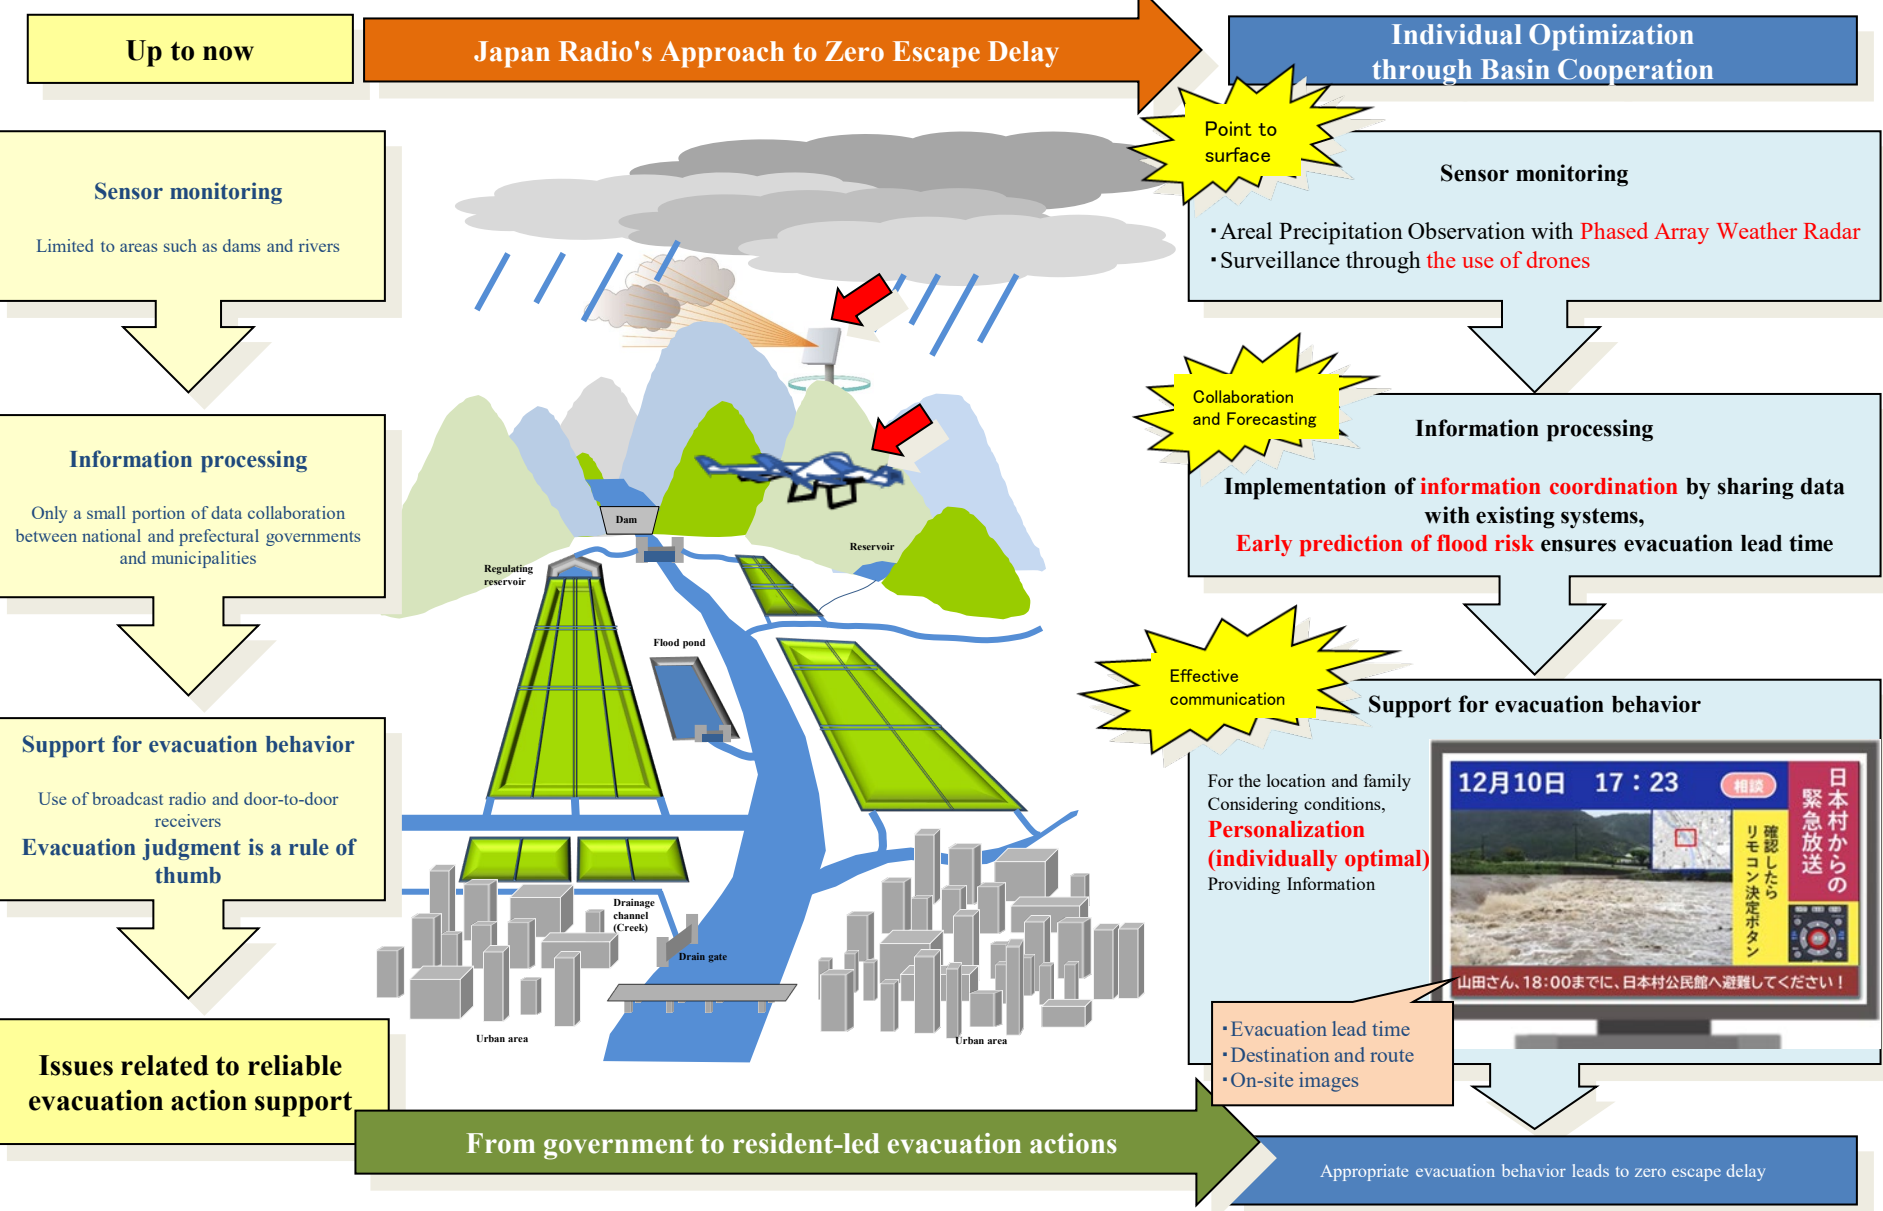 Up to now
Japan Radio's Approach to Zero Escape Delay
Individual Optimization
through Basin Cooperation
Sensor monitoring
Limited to areas such as dams and rivers
Information processing
Only a small portion of data collaboration
between national and prefectural governments
and municipalities
Support for evacuation behavior
Use of broadcast radio and door-to-door
receivers
Evacuation judgment is a rule of
thumb
Issues related to reliable
evacuation action support
Dam
Reservoir
Regulating
reservoir
Flood pond
Drainage
channel
(Creek)
Drain gate
Urban area
Urban area
Point to
surface
Sensor monitoring
・Areal Precipitation Observation with Phased Array Weather Radar
・Surveillance through the use of drones
Collaboration
and Forecasting
Information processing
Implementation of information coordination by sharing data
with existing systems,
Early prediction of flood risk ensures evacuation lead time
Effective
communication
Support for evacuation behavior
For the location and family
Considering conditions,
Personalization
(individually optimal)
Providing Information
12月10日 17：23
相談
日本村からの
緊急放送
確認したら
リモコン決定ボタン
山田さん、18:00までに、日本村公民館へ避難してください！
・Evacuation lead time
・Destination and route
・On-site images
From government to resident-led evacuation actions
Appropriate evacuation behavior leads to zero escape delay